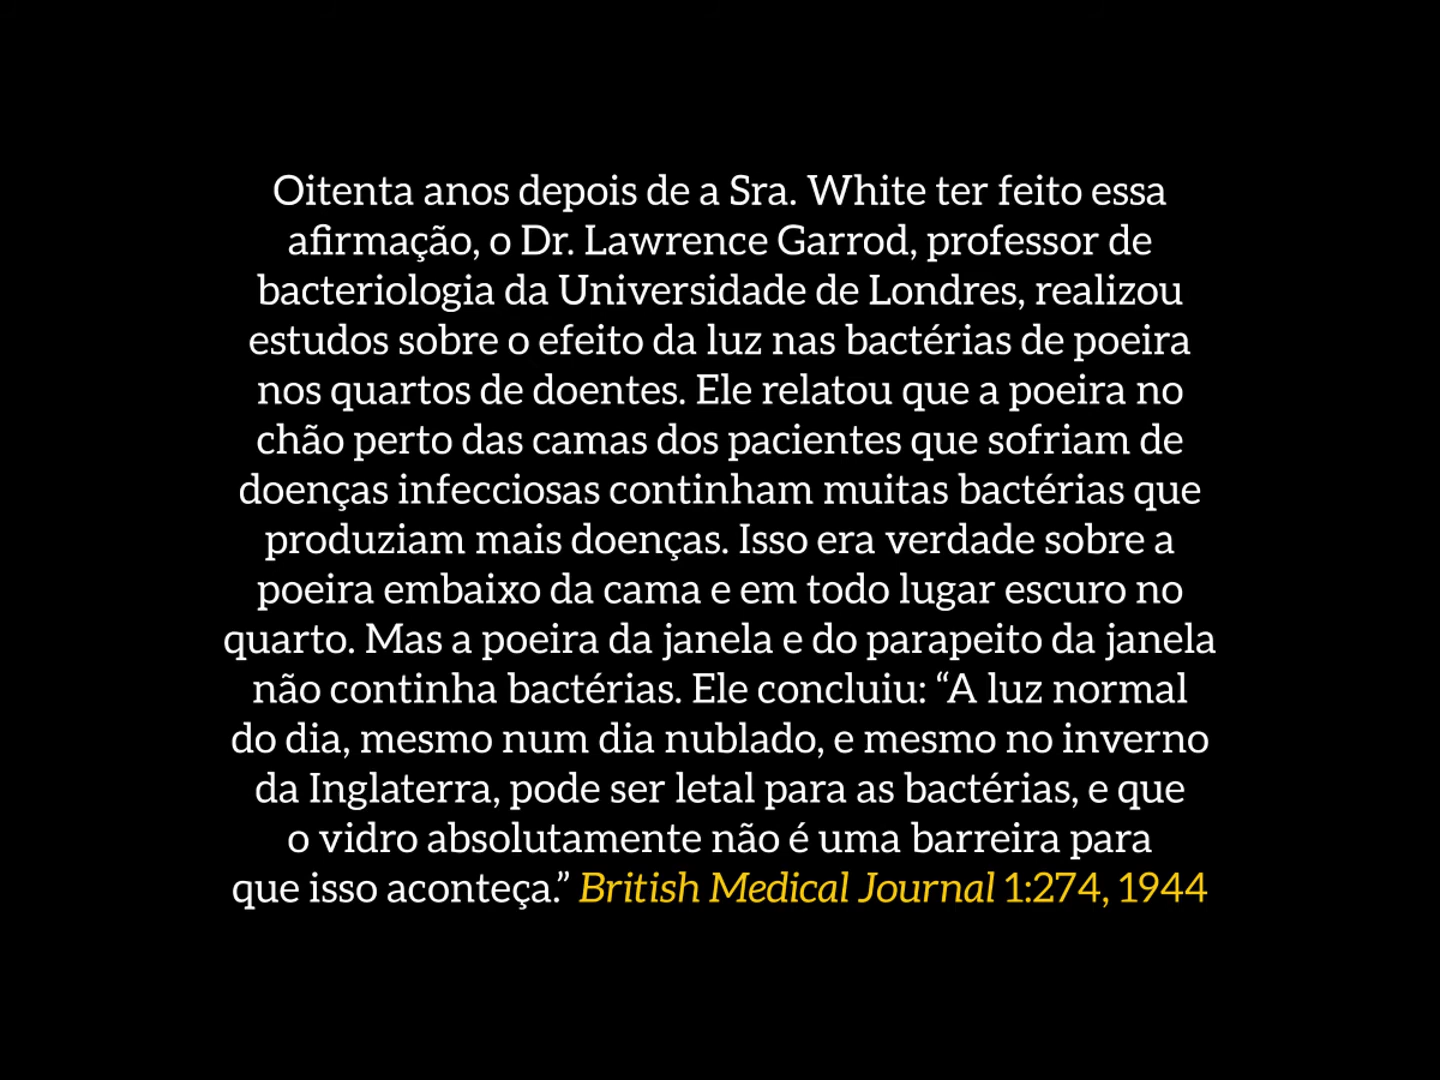 Oitenta anos depois de a Sra. White ter feito essa
afirmação, o Dr. Lawrence Garrod, professor de
bacteriologia da Universidade de Londres, realizou
estudos sobre o efeito da luz nas bactérias de poeira
nos quartos de doentes. Ele relatou que a poeira no
chão perto das camas dos pacientes que sofriam de
doenças infecciosas continham muitas bactérias que
produziam mais doenças. Isso era verdade sobre a
poeira embaixo da cama e em todo lugar escuro no
quarto. Mas a poeira da janela e do parapeito da janela
não continha bactérias. Ele concluiu: “A luz normal
do dia, mesmo num dia nublado, e mesmo no inverno
da Inglaterra, pode ser letal para as bactérias, e que
o vidro absolutamente não é uma barreira para
que isso aconteça.” British Medical Journal 1:274, 1944